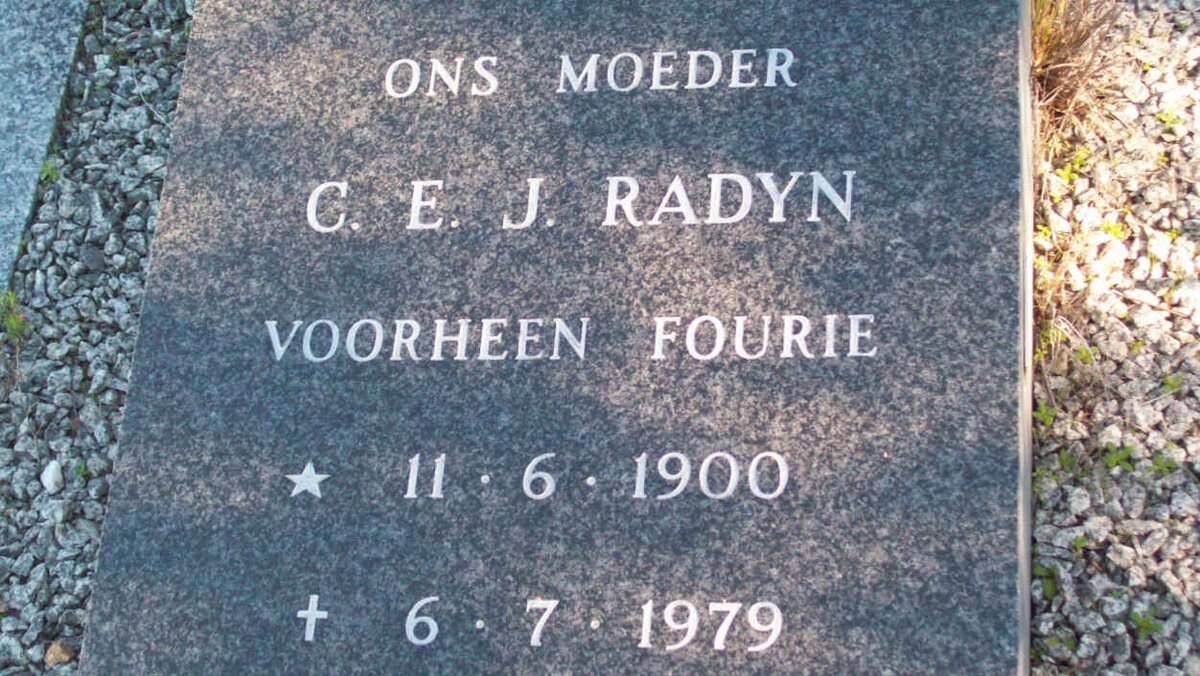 ONS MOEDER
C. E. J. RADYN
VOORHEEN FOURIE
★ 11 · 6 · 1900
✝ 6 · 7 · 1979